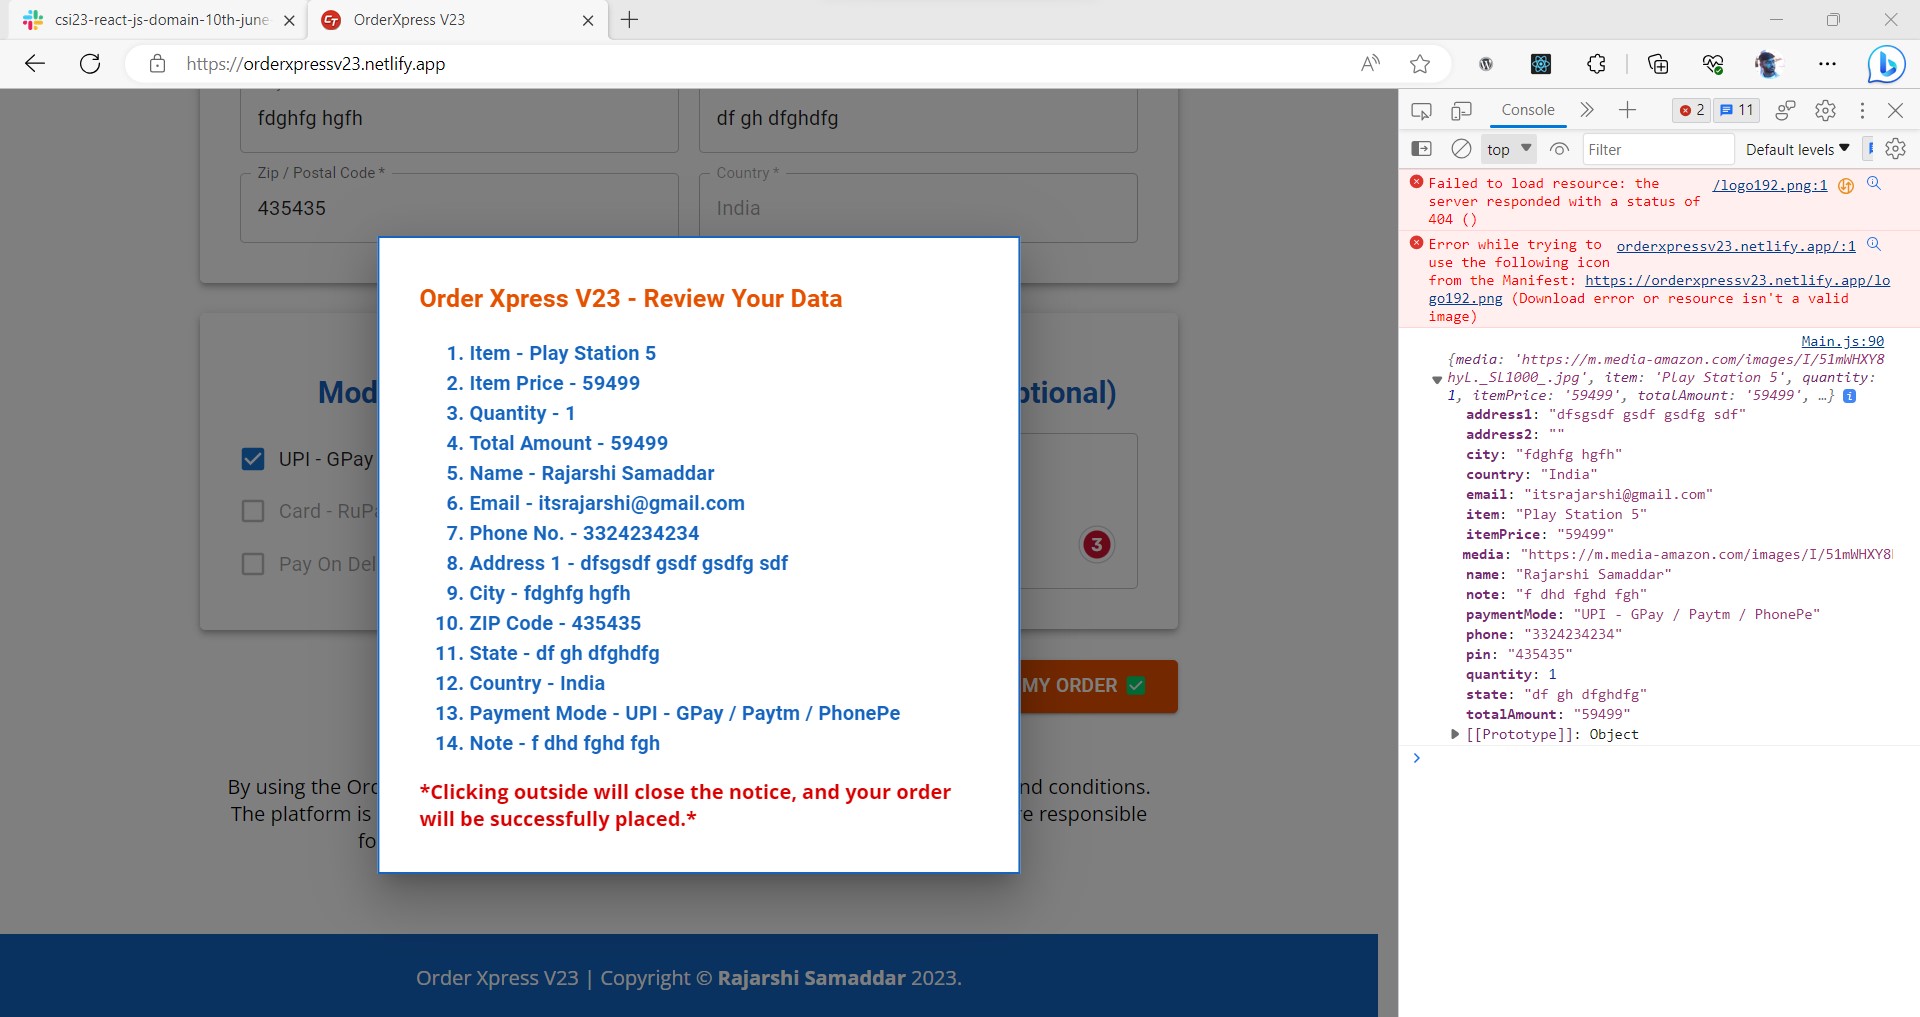 csi23-react-js-domain-10th-june
OrderXpress V23
https://orderxpressv23.netlify.app
fdghfg hgfh
df gh dfghdfg
Zip / Postal Code *
Country *
435435
India
Mod
ptional)
UPI - GPay
Card - RuPa
Pay On Del
3
MY ORDER
By using the Ord
nd conditions.
The platform is
e responsible
fo
Order Xpress V23 - Review Your Data
1. Item - Play Station 5
2. Item Price - 59499
3. Quantity - 1
4. Total Amount - 59499
5. Name - Rajarshi Samaddar
6. Email - itsrajarshi@gmail.com
7. Phone No. - 3324234234
8. Address 1 - dfsgsdf gsdf gsdfg sdf
9. City - fdghfg hgfh
10. ZIP Code - 435435
11. State - df gh dfghdfg
12. Country - India
13. Payment Mode - UPI - GPay / Paytm / PhonePe
14. Note - f dhd fghd fgh
*Clicking outside will close the notice, and your order
will be successfully placed.*
Order Xpress V23 | Copyright © Rajarshi Samaddar 2023.
Console
2
11
top
Filter
Default levels
Failed to load resource: the /logo192.png:1
server responded with a status of
404 ()
Error while trying to orderxpressv23.netlify.app/:1
use the following icon
from the Manifest: https://orderxpressv23.netlify.app/lo
go192.png (Download error or resource isn't a valid
image)
Main.js:90
{media: 'https://m.media-amazon.com/images/I/51mWHXY8
hyL._SL1000_.jpg', item: 'Play Station 5', quantity:
1, itemPrice: '59499', totalAmount: '59499', …}
address1: "dfsgsdf gsdf gsdfg sdf"
address2: ""
city: "fdghfg hgfh"
country: "India"
email: "itsrajarshi@gmail.com"
item: "Play Station 5"
itemPrice: "59499"
media: "https://m.media-amazon.com/images/I/51mWHXY8
name: "Rajarshi Samaddar"
note: "f dhd fghd fgh"
paymentMode: "UPI - GPay / Paytm / PhonePe"
phone: "3324234234"
pin: "435435"
quantity: 1
state: "df gh dfghdfg"
totalAmount: "59499"
[[Prototype]]: Object